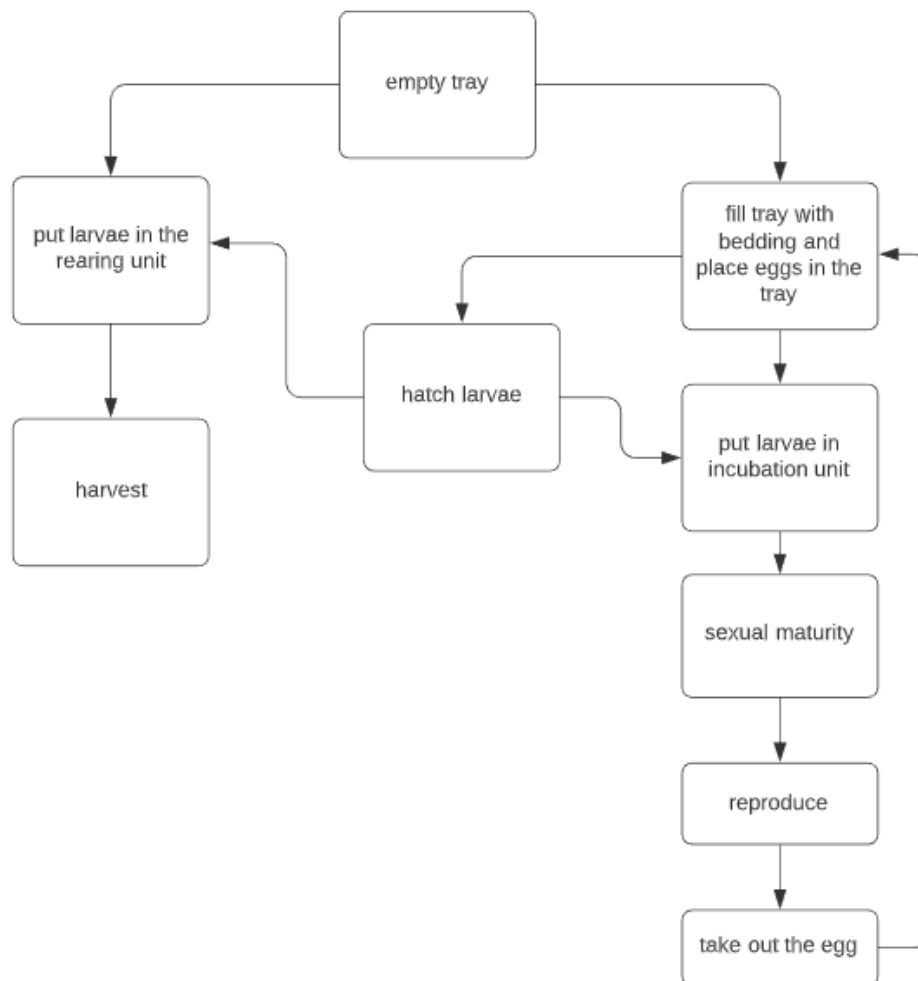 empty tray
put larvae in the
rearing unit
fill tray with
bedding and
place eggs in the
tray
hatch larvae
harvest
put larvae in
incubation unit
sexual maturity
reproduce
take out the egg